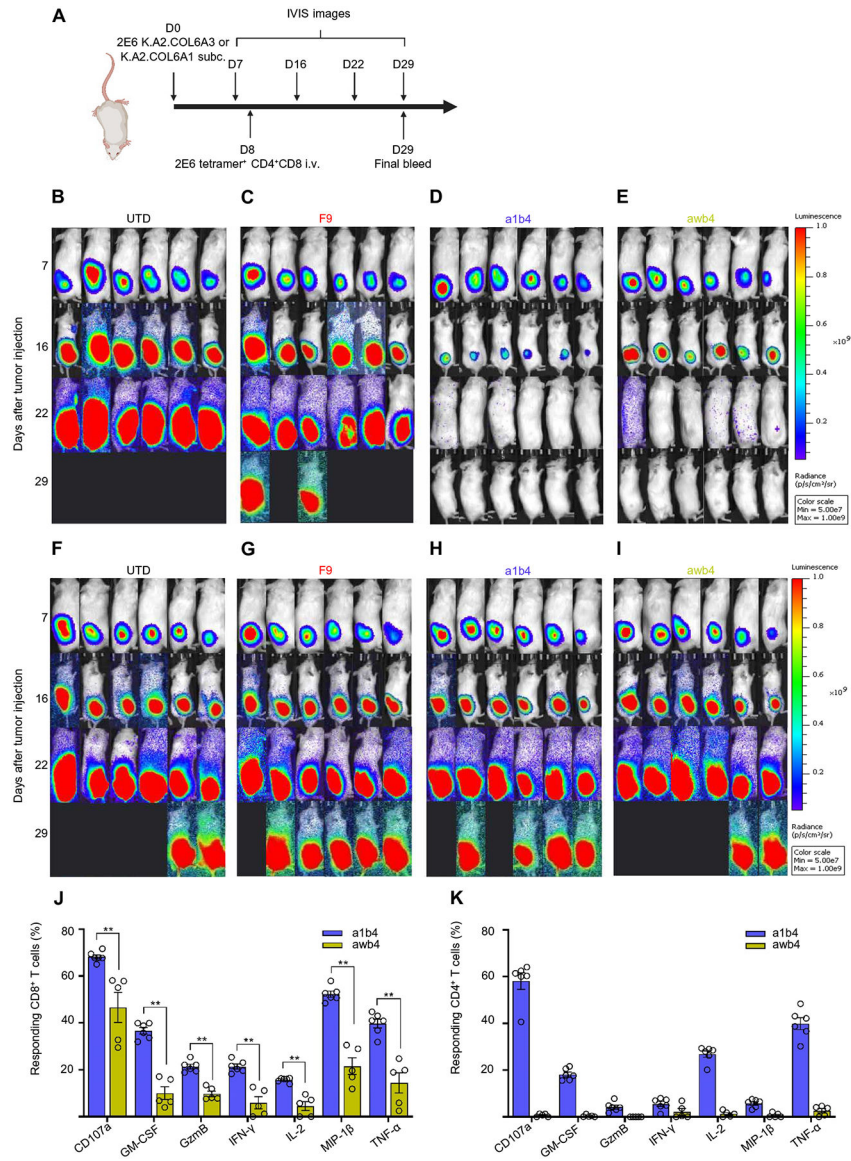 A
IVIS images
D0
2E6 K.A2.COL6A3 or
K.A2.COL6A1 subc.
D7
D16
D22
D29
D8
2E6 tetramer⁺ CD4⁺CD8 i.v.
D29
Final bleed
B
UTD
C
F9
D
a1b4
E
awb4
Days after tumor injection
7
16
22
29
Luminescence
1.0
0.8
0.6
0.4
0.2
×10⁹
Radiance
(p/s/cm²/sr)
Color scale
Min = 5.00e7
Max = 1.00e9
F
UTD
G
F9
H
a1b4
I
awb4
Days after tumor injection
7
16
22
29
Luminescence
1.0
0.8
0.6
0.4
0.2
×10⁹
Radiance
(p/s/cm²/sr)
Color scale
Min = 5.00e7
Max = 1.00e9
J
Responding CD8⁺ T cells (%)
80
60
40
20
a1b4
awb4
**
**
**
**
**
**
**
CD107a
GM-CSF
GzmB
IFN-γ
IL-2
MIP-1β
TNF-α
K
Responding CD4⁺ T cells (%)
80
60
40
20
a1b4
awb4
CD107a
GM-CSF
GzmB
IFN-γ
IL-2
MIP-1β
TNF-α